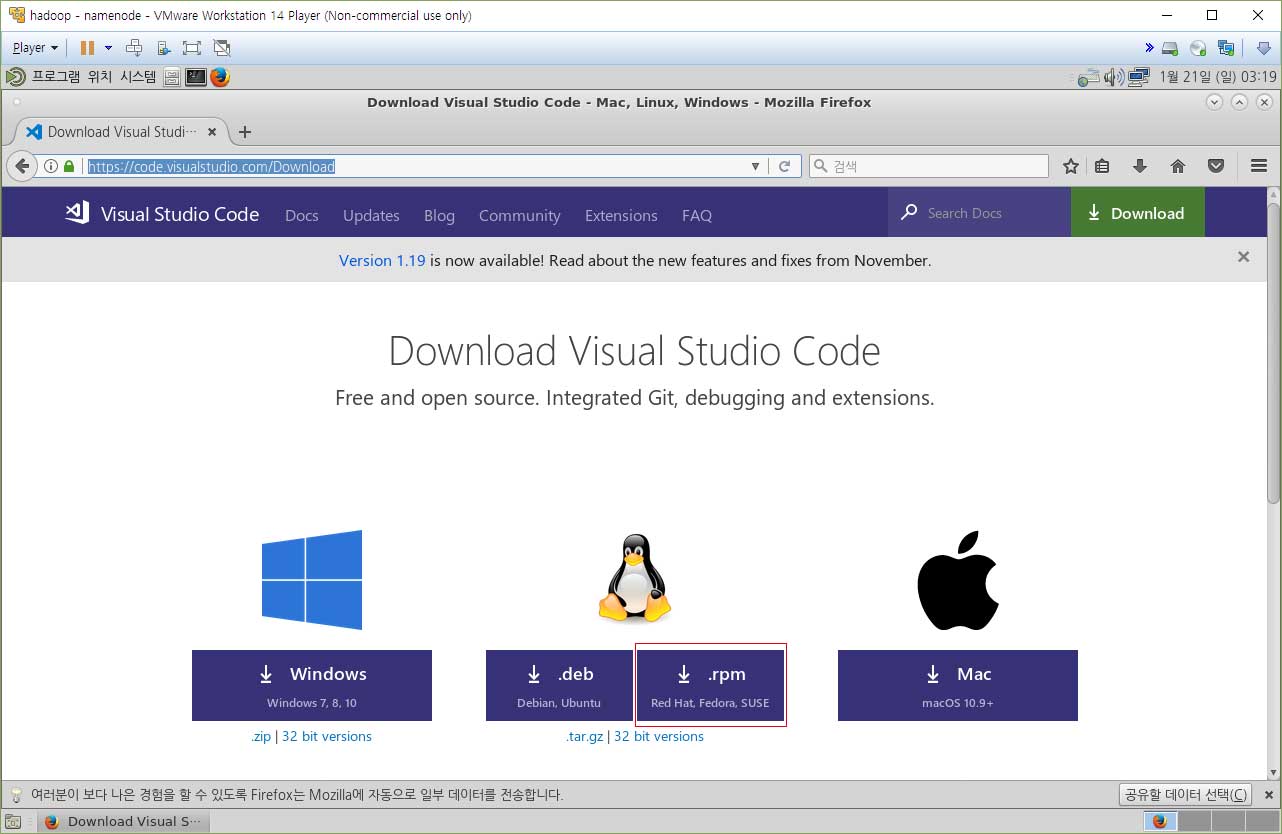 hadoop - namenode - VMware Workstation 14 Player (Non-commercial use only)
Player
프로그램 위치 시스템
1월 21일 (일) 03:19
Download Visual Studio Code - Mac, Linux, Windows - Mozilla Firefox
Download Visual Studi···
https://code.visualstudio.com/Download
검색
Visual Studio Code
Docs Updates Blog Community Extensions FAQ
Search Docs
Download
Version 1.19 is now available! Read about the new features and fixes from November.
Download Visual Studio Code
Free and open source. Integrated Git, debugging and extensions.
Windows
Windows 7, 8, 10
.zip | 32 bit versions
.deb
Debian, Ubuntu
.rpm
Red Hat, Fedora, SUSE
.tar.gz | 32 bit versions
Mac
macOS 10.9+
여러분이 보다 나은 경험을 할 수 있도록 Firefox는 Mozilla에 자동으로 일부 데이터를 전송합니다.
공유할 데이터 선택(C)
Download Visual S···